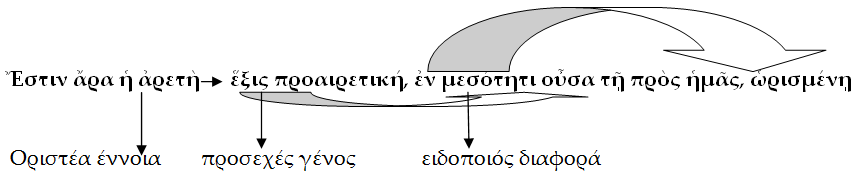 Ἔστιν ἄρα ἡ ἀρετὴ ἕξις προαιρετική, ἐν μεσότητι οὖσα τῇ πρὸς ἡμᾶς, ὡρισμένη
Οριστέα έννοια προσεχές γένος ειδοποιός διαφορά